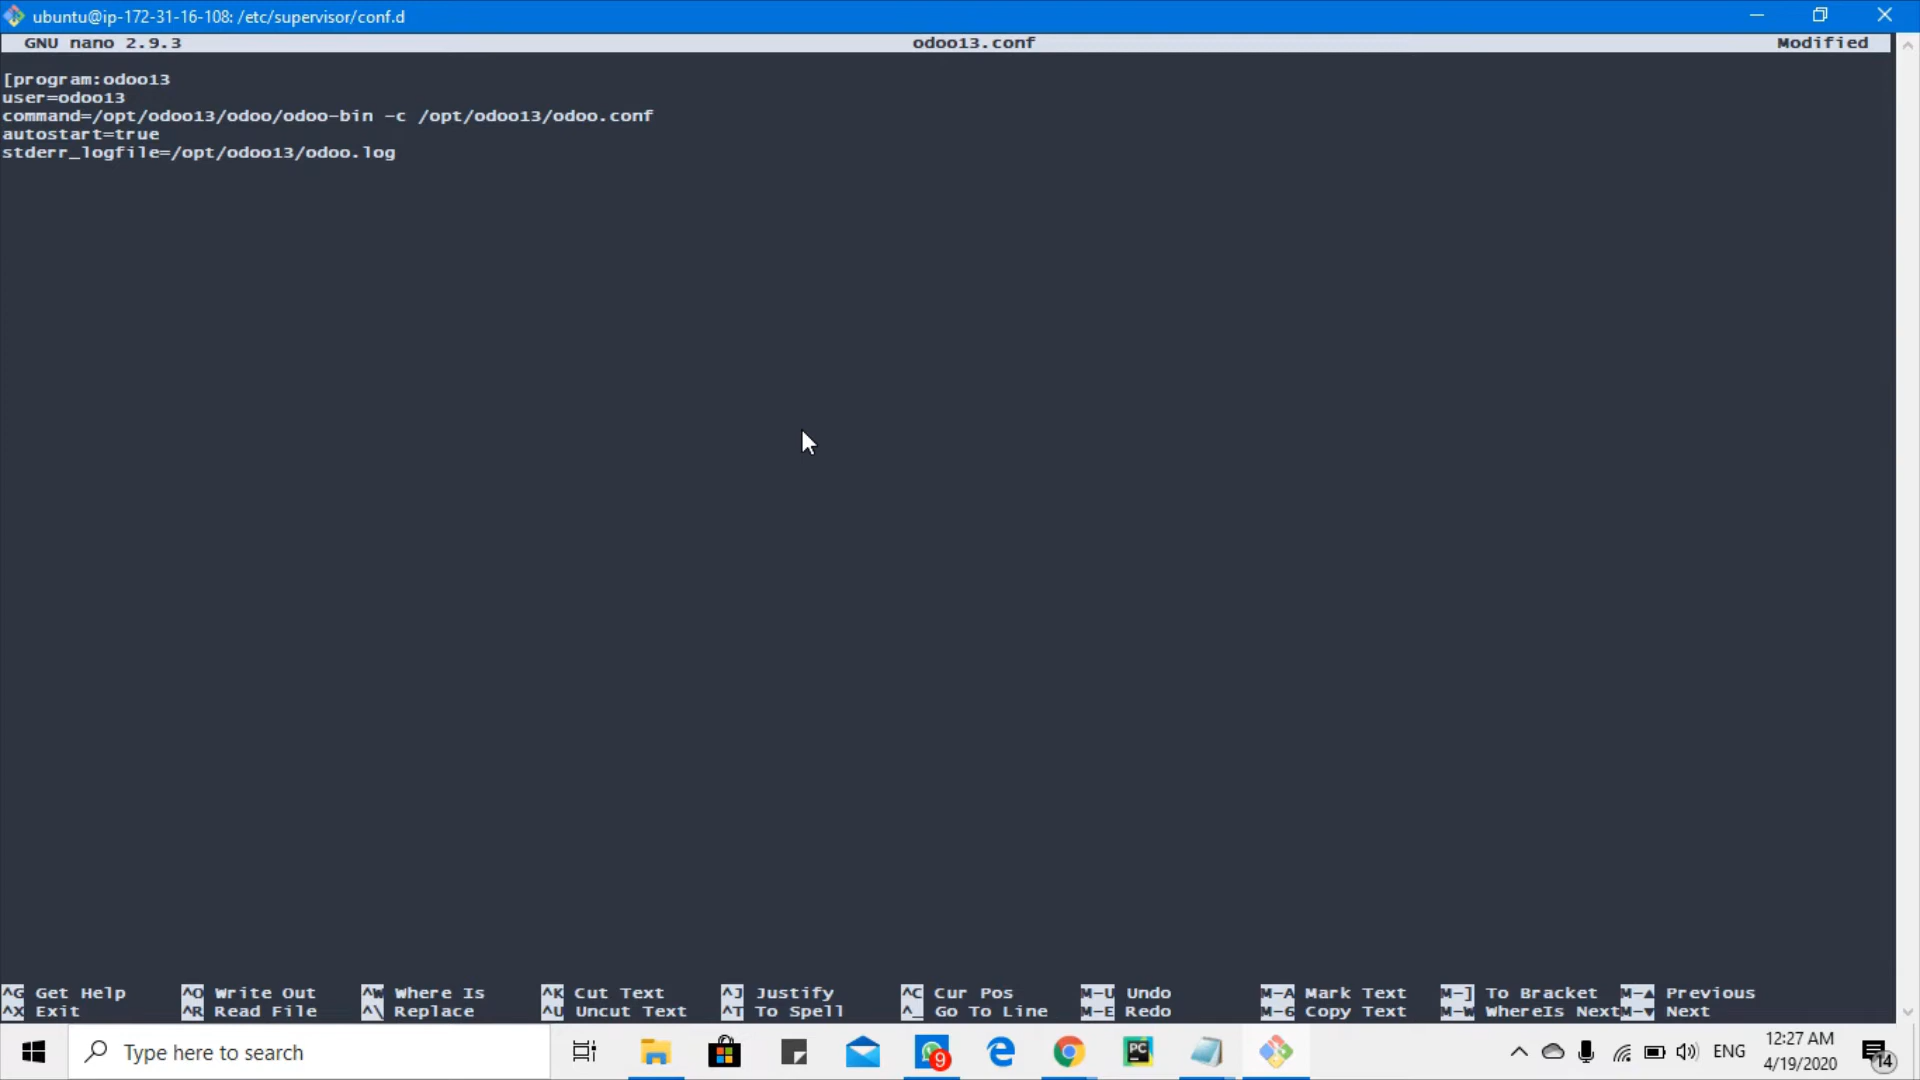 ubuntu@ip-172-31-16-108: /etc/supervisor/conf.d
GNU nano 2.9.3 odoo13.conf Modified
[program:odoo13
user=odoo13
command=/opt/odoo13/odoo/odoo-bin -c /opt/odoo13/odoo.conf
autostart=true
stderr_logfile=/opt/odoo13/odoo.log
^G Get Help ^O Write Out ^W Where Is ^K Cut Text ^J Justify ^C Cur Pos M-U Undo M-A Mark Text M-] To Bracket M-▲ Previous
^X Exit ^R Read File ^\ Replace ^U Uncut Text ^T To Spell ^_ Go To Line M-E Redo M-6 Copy Text M-W WhereIs Next M-▼ Next
Type here to search
9
PC
ENG
12:27 AM
4/19/2020
14